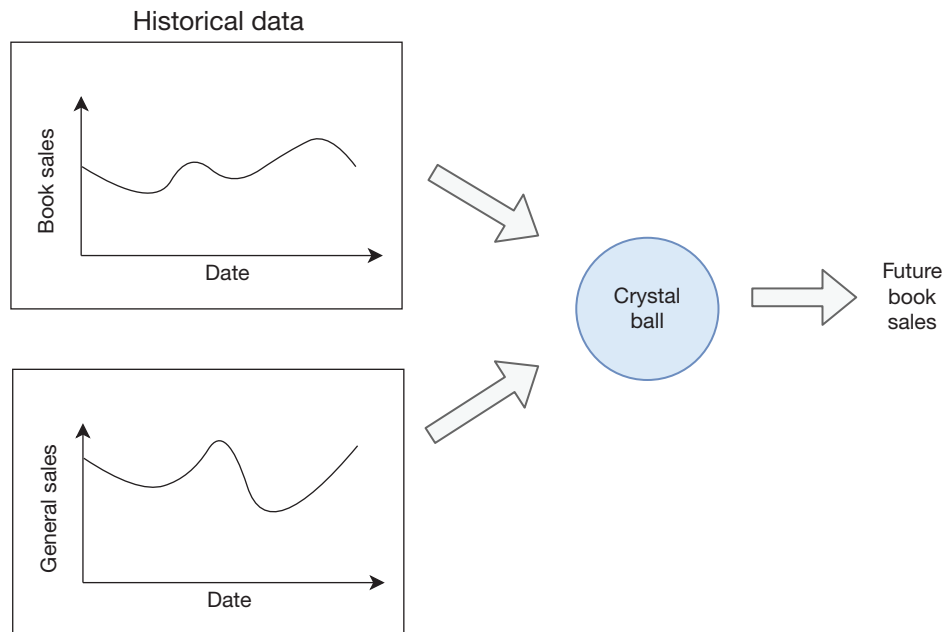 Historical data
Book sales
Date
General sales
Date
Crystal
ball
Future
book
sales